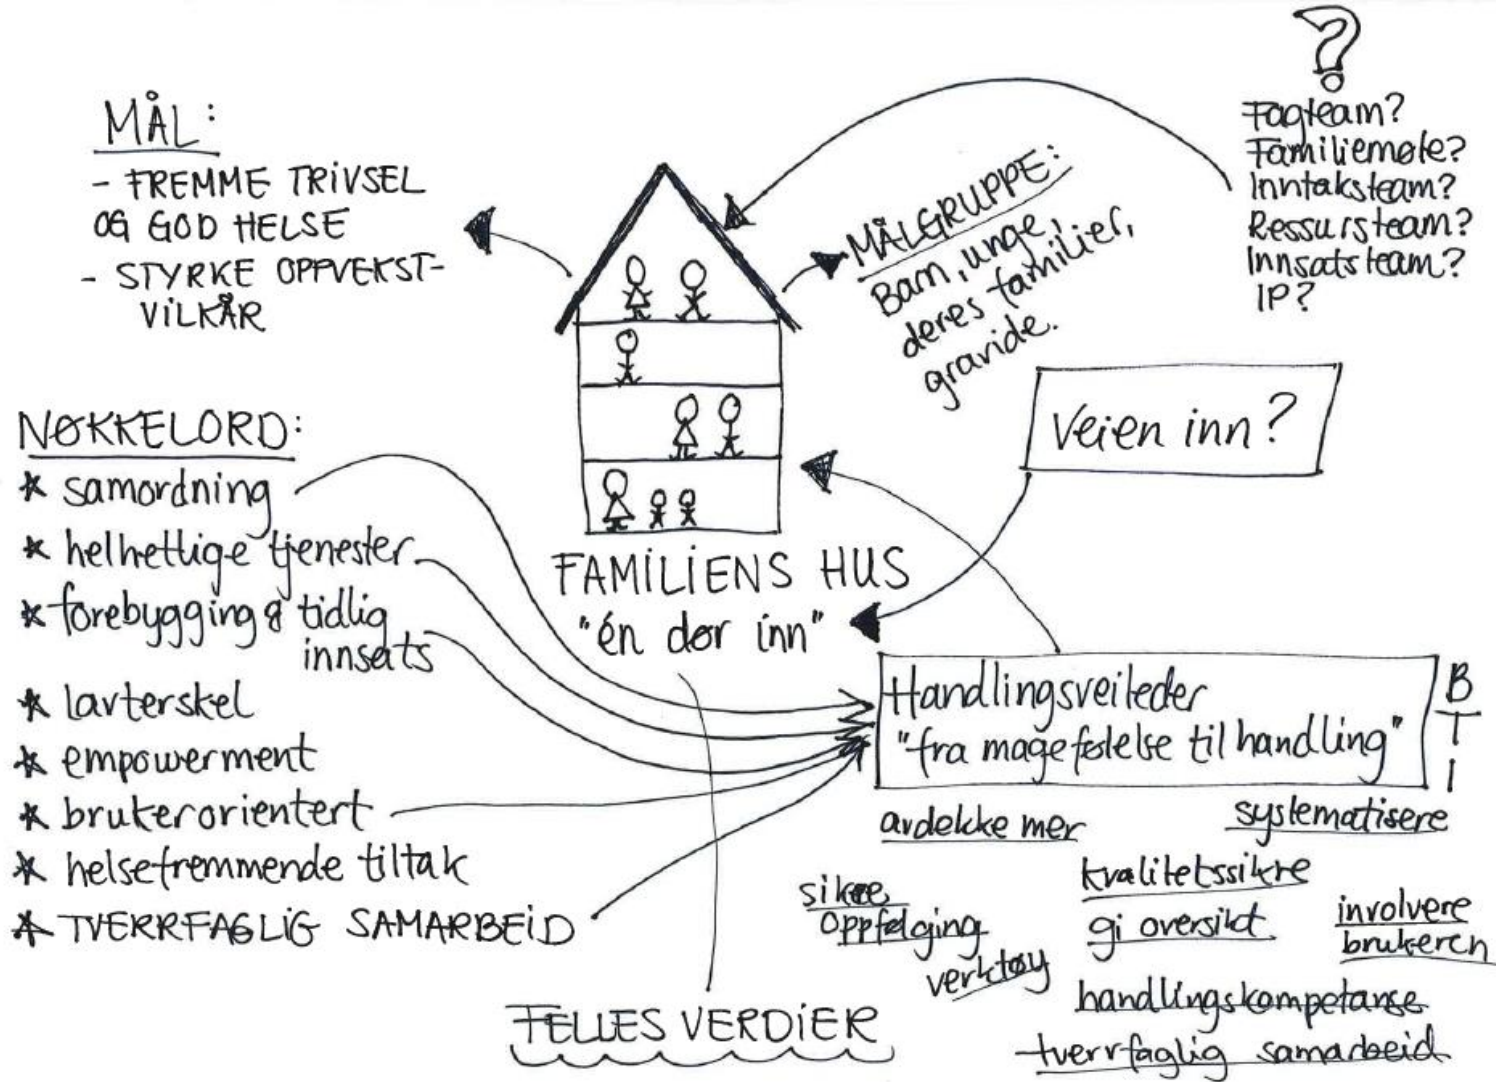 MÅL:
- FREMME TRIVSEL
OG GOD HELSE
- STYRKE OPPVEKST-
VILKÅR
?
Fagteam?
Familiemøte?
Inntaksteam?
Ressursteam?
Innsatsteam?
IP?
MÅLGRUPPE:
Barn, unge,
deres familier,
gravide.
Veien inn?
NØKKELORD:
* samordning
* helhetlige tjenester
* forebygging & tidlig
innsats
* lavterskel
* empowerment
* brukerorientert
* helsefremmende tiltak
* TVERRFAGLIG SAMARBEID
FAMILIENS HUS
"én dør inn"
Handlingsveileder
"fra magefølelse til handling"
B
T
I
avdekke mer
systematisere
sikre
oppfølging
verktøy
kvalitetssikre
gi oversikt
involvere
brukeren
handlingskompetanse
tverrfaglig samarbeid
FELLES VERDIER